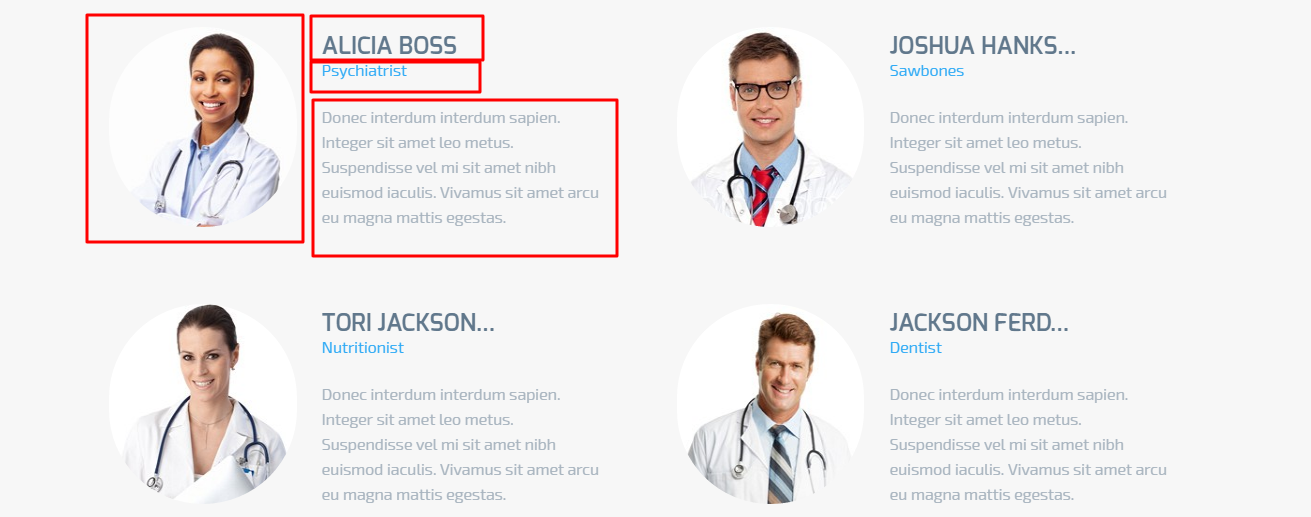 ALICIA BOSS
Psychiatrist
Donec interdum interdum sapien.
Integer sit amet leo metus.
Suspendisse vel mi sit amet nibh
euismod iaculis. Vivamus sit amet arcu
eu magna mattis egestas.
JOSHUA HANKS...
Sawbones
Donec interdum interdum sapien.
Integer sit amet leo metus.
Suspendisse vel mi sit amet nibh
euismod iaculis. Vivamus sit amet arcu
eu magna mattis egestas.
TORI JACKSON...
Nutritionist
Donec interdum interdum sapien.
Integer sit amet leo metus.
Suspendisse vel mi sit amet nibh
euismod iaculis. Vivamus sit amet arcu
eu magna mattis egestas.
JACKSON FERD...
Dentist
Donec interdum interdum sapien.
Integer sit amet leo metus.
Suspendisse vel mi sit amet nibh
euismod iaculis. Vivamus sit amet arcu
eu magna mattis egestas.